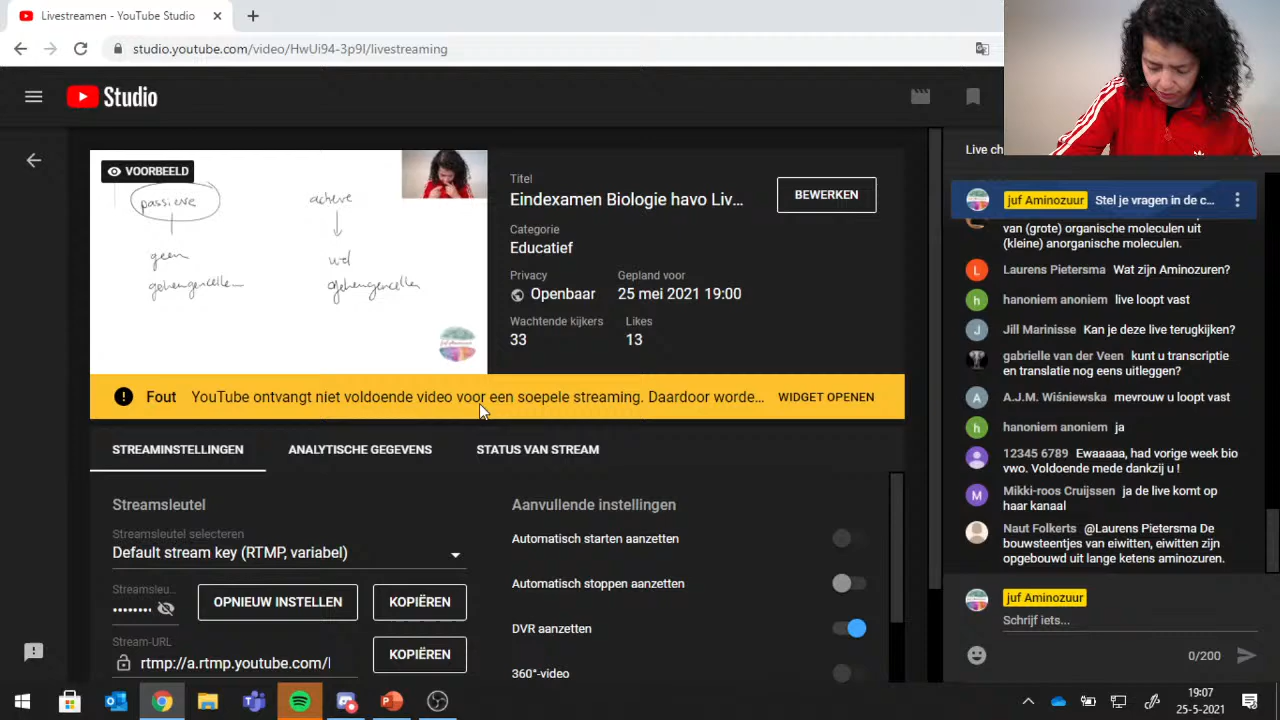 Livestreamen - YouTube Studio
studio.youtube.com/video/HwUi94-3p9I/livestreaming
Studio
VOORBEELD
passieve
acheve
geen
wel
geheugencellen
geheugencellen
Titel
Eindexamen Biologie havo Liv...
BEWERKEN
Categorie
Educatief
Privacy
Gepland voor
Openbaar
25 mei 2021 19:00
Wachtende kijkers
Likes
33
13
Fout YouTube ontvangt niet voldoende video voor een soepele streaming. Daardoor worde... WIDGET OPENEN
STREAMINSTELLINGEN
ANALYTISCHE GEGEVENS
STATUS VAN STREAM
Streamsleutel
Streamsleutel selecteren
Default stream key (RTMP, variabel)
Streamsleu...
••••••••
OPNIEUW INSTELLEN
KOPIËREN
Stream-URL
rtmp://a.rtmp.youtube.com/l
KOPIËREN
Aanvullende instellingen
Automatisch starten aanzetten
Automatisch stoppen aanzetten
DVR aanzetten
360°-video
Live ch
juf Aminozuur Stel je vragen in de c...
van (grote) organische moleculen uit
(kleine) anorganische moleculen.
L
Laurens Pietersma Wat zijn Aminozuren?
h
hanoniem anoniem live loopt vast
J
Jill Marinisse Kan je deze live terugkijken?
gabrielle van der Veen kunt u transcriptie
en translatie nog eens uitleggen?
A
A.J.M. Wiśniewska mevrouw u loopt vast
h
hanoniem anoniem ja
12345 6789 Ewaaaaa, had vorige week bio
vwo. Voldoende mede dankzij u !
M
Mikki-roos Cruijssen ja de live komt op
haar kanaal
Naut Folkerts @Laurens Pietersma De
bouwsteentjes van eiwitten, eiwitten zijn
opgebouwd uit lange ketens aminozuren.
juf Aminozuur
Schrijf iets...
0/200
19:07
25-5-2021